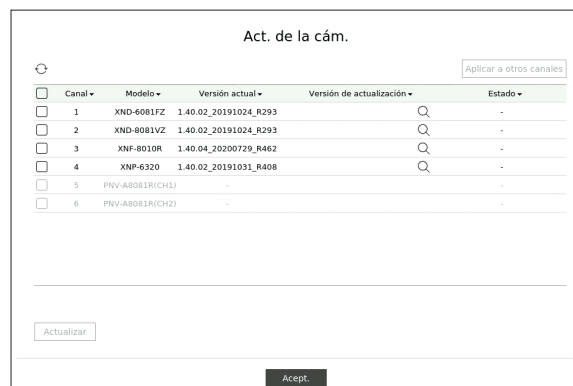 Act. de la cám.
Aplicar a otros canales
Canal Modelo Versión actual Versión de actualización Estado
1 XND-6081FZ 1.40.02_20191024_R293 -
2 XND-8081VZ 1.40.02_20191024_R293 -
3 XNF-8010R 1.40.04_20200729_R462 -
4 XNP-6320 1.40.02_20191031_R408 -
5 PNV-A8081R(CH1) - -
6 PNV-A8081R(CH2) - -
Actualizar
Acept.